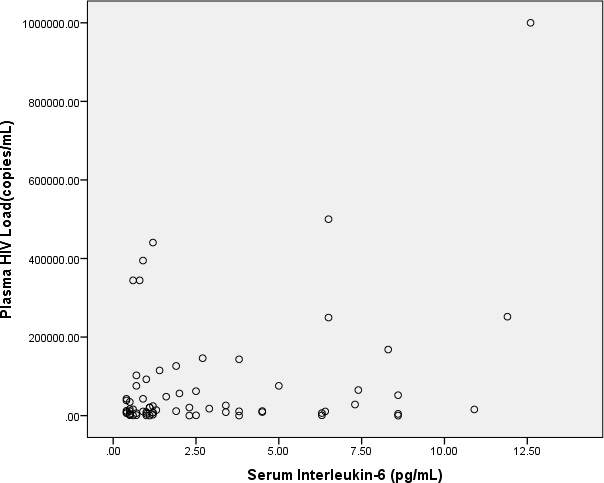 Plasma HIV Load(copies/mL)
1000000.00
800000.00
600000.00
400000.00
200000.00
.00
.00 2.50 5.00 7.50 10.00 12.50
Serum Interleukin-6 (pg/mL)